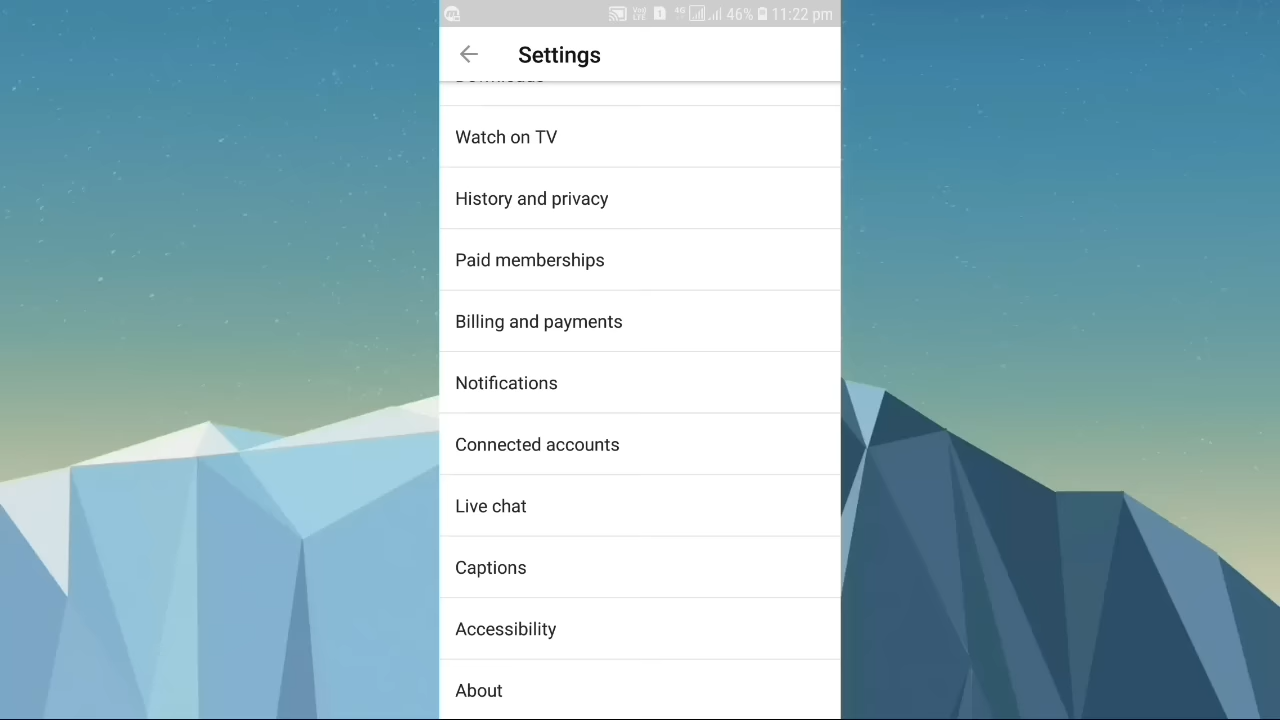 46% 11:22 pm
Settings
Watch on TV
History and privacy
Paid memberships
Billing and payments
Notifications
Connected accounts
Live chat
Captions
Accessibility
About